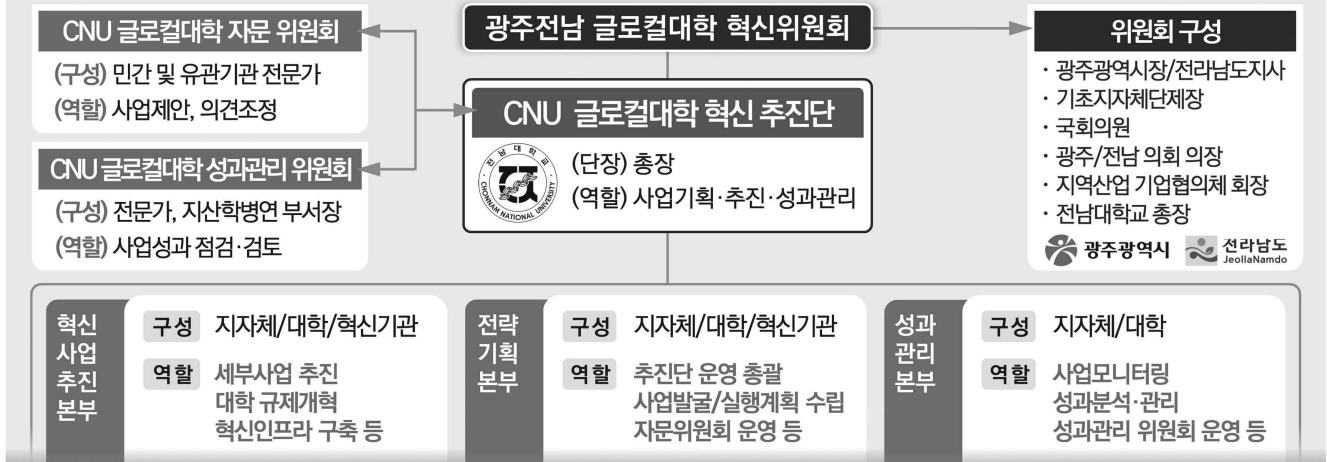 CNU 글로컬대학 자문 위원회
(구성) 민간 및 유관기관 전문가
(역할) 사업제안, 의견조정
CNU 글로컬대학 성과관리 위원회
(구성) 전문가, 지산학병연 부서장
(역할) 사업성과 점검·검토
광주전남 글로컬대학 혁신위원회
CNU 글로컬대학 혁신 추진단
전남대학교
CHONNAM NATIONAL UNIVERSITY
(단장) 총장
(역할) 사업기획·추진·성과관리
위원회 구성
· 광주광역시장/전라남도지사
· 기초지자체단제장
· 국회의원
· 광주/전남 의회 의장
· 지역산업 기업협의체 회장
· 전남대학교 총장
광주광역시
전라남도
JeollaNamdo
혁신
사업
추진
본부
구성 지자체/대학/혁신기관
역할 세부사업 추진
대학 규제개혁
혁신인프라 구축 등
전략
기획
본부
구성 지자체/대학/혁신기관
역할 추진단 운영 총괄
사업발굴/실행계획 수립
자문위원회 운영 등
성과
관리
본부
구성 지자체/대학
역할 사업모니터링
성과분석·관리
성과관리 위원회 운영 등